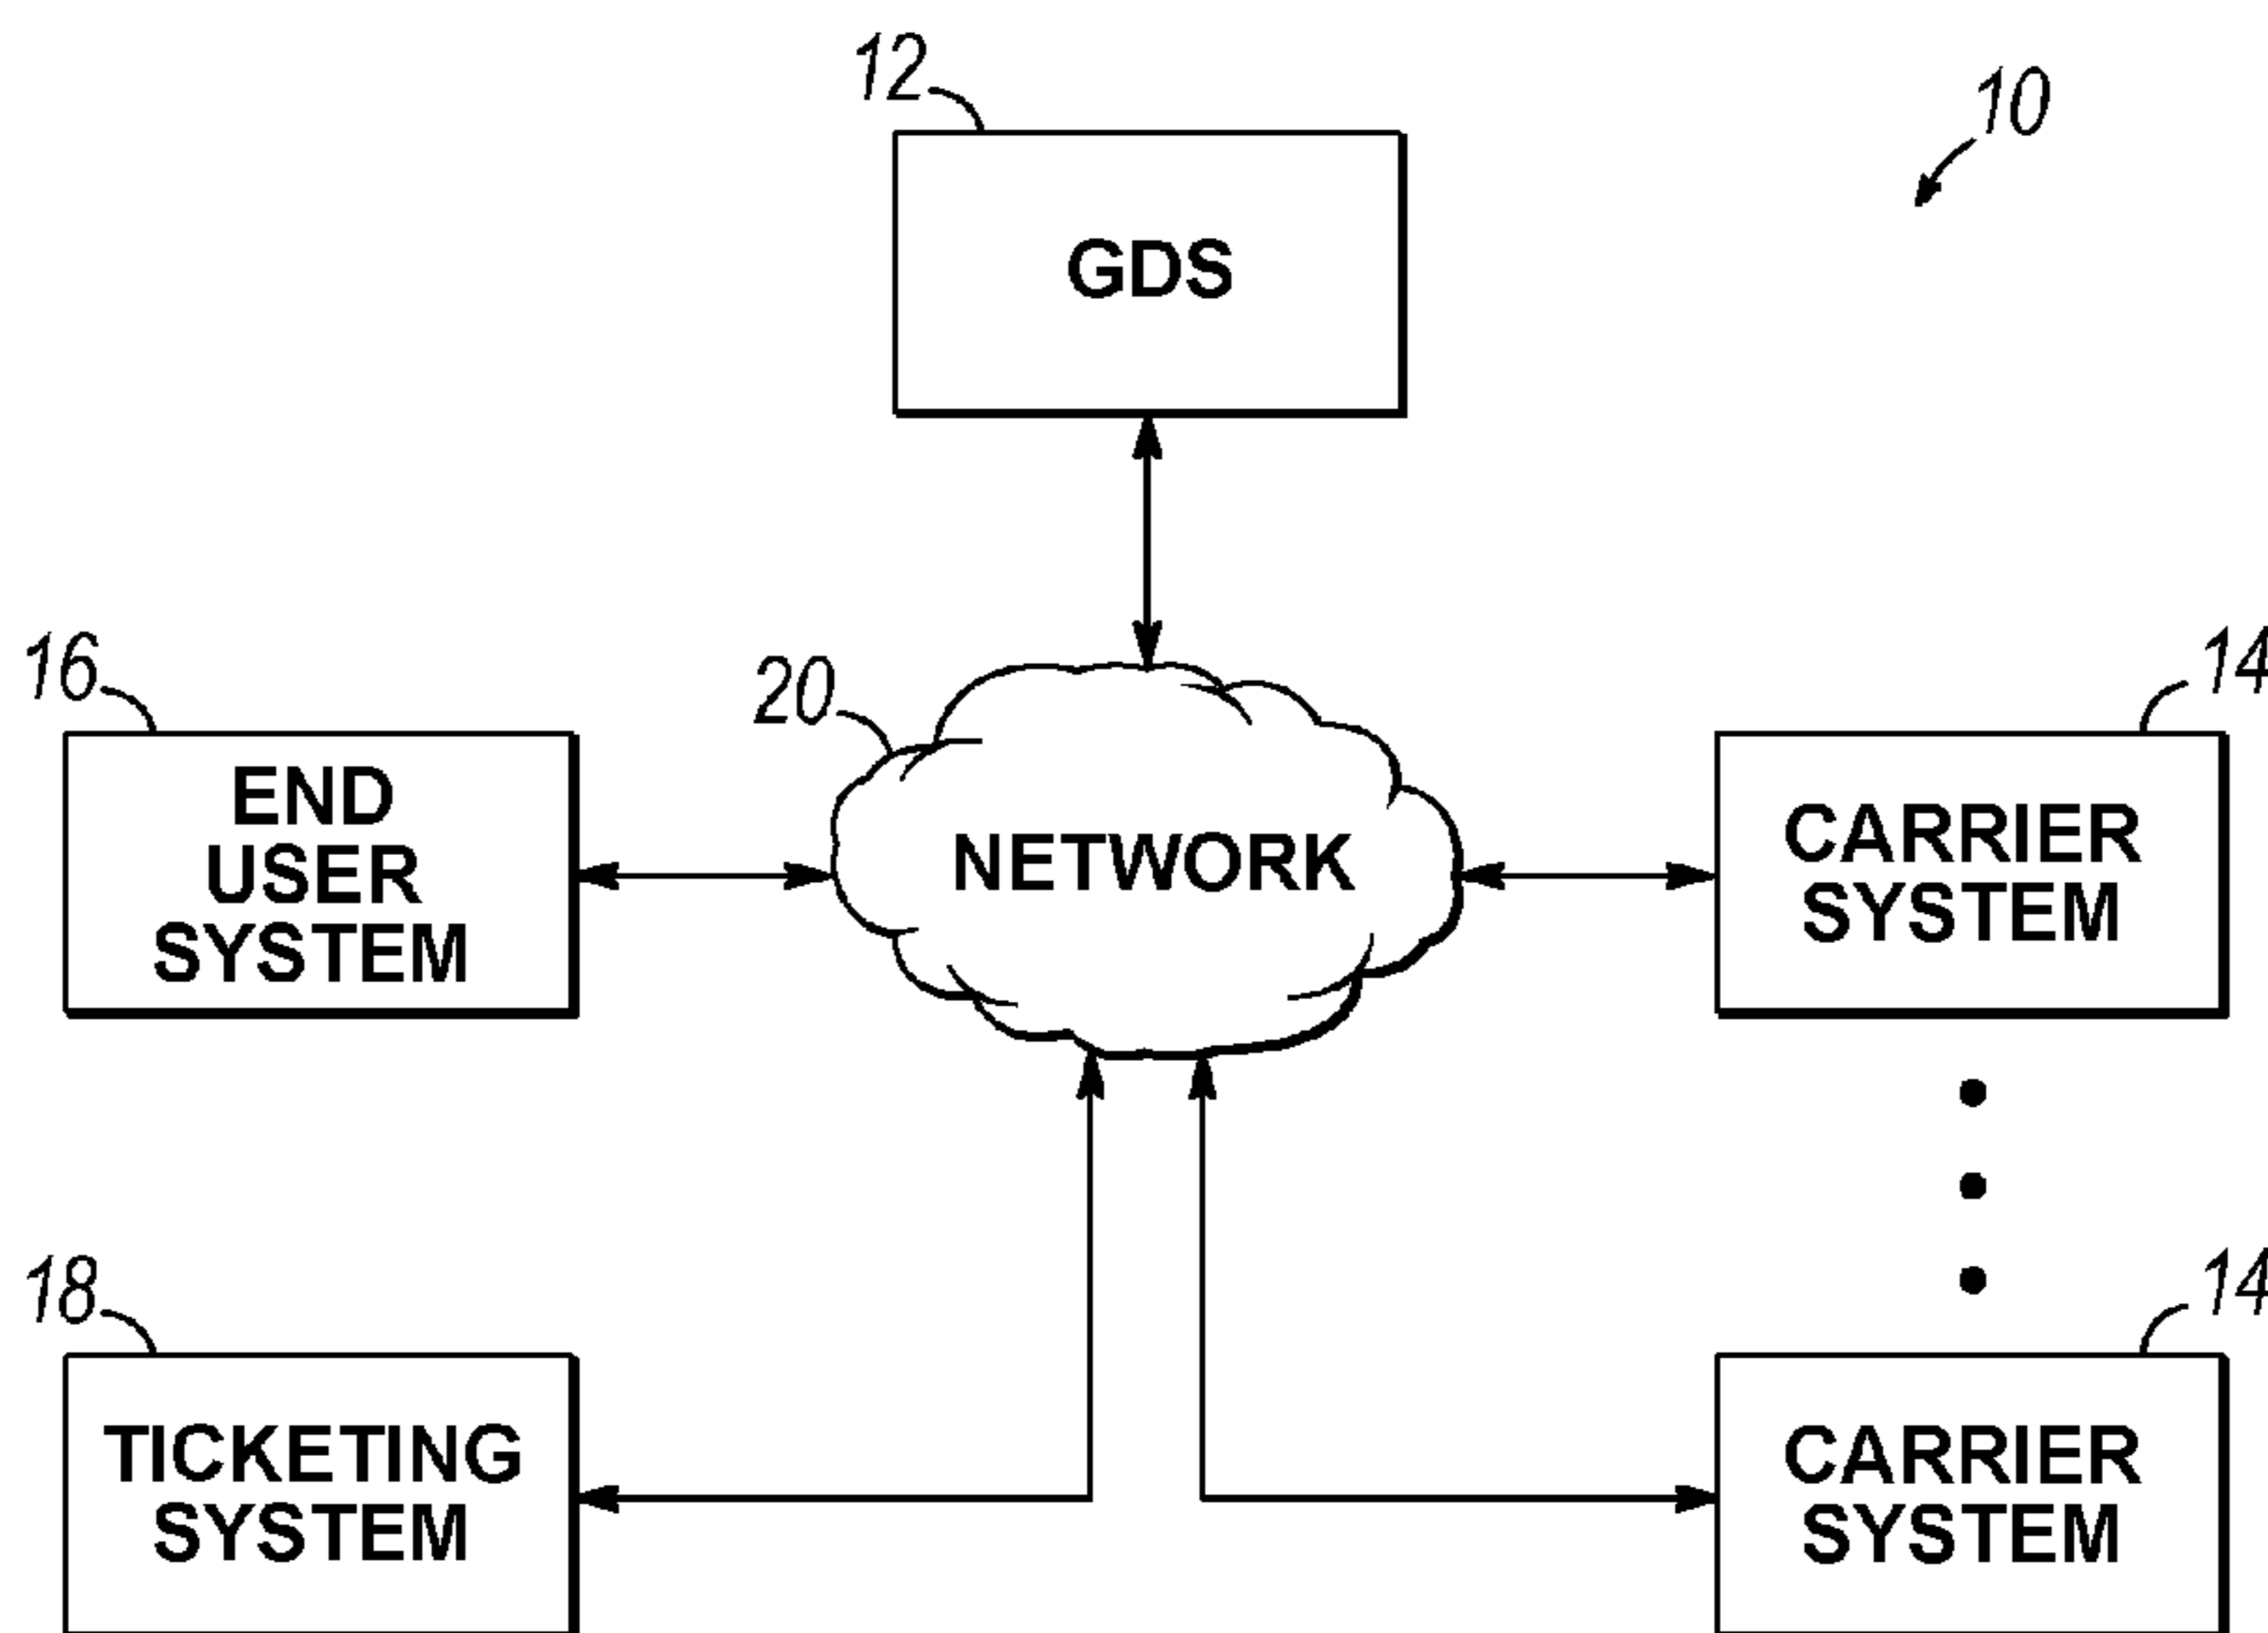 12
10
GDS
16
20
14
END
USER
SYSTEM
NETWORK
CARRIER
SYSTEM
18
14
TICKETING
SYSTEM
CARRIER
SYSTEM